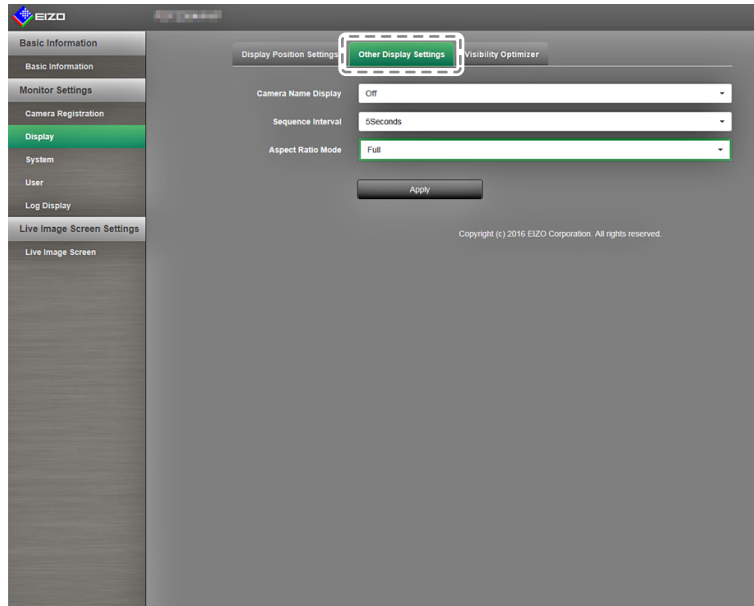 EIZO
Basic Information
Basic Information
Monitor Settings
Camera Registration
Display
System
User
Log Display
Live Image Screen Settings
Live Image Screen
Display Position Settings
Other Display Settings
Visibility Optimizer
Camera Name Display
Off
Sequence Interval
5Seconds
Aspect Ratio Mode
Full
Apply
Copyright (c) 2016 EIZO Corporation. All rights reserved.